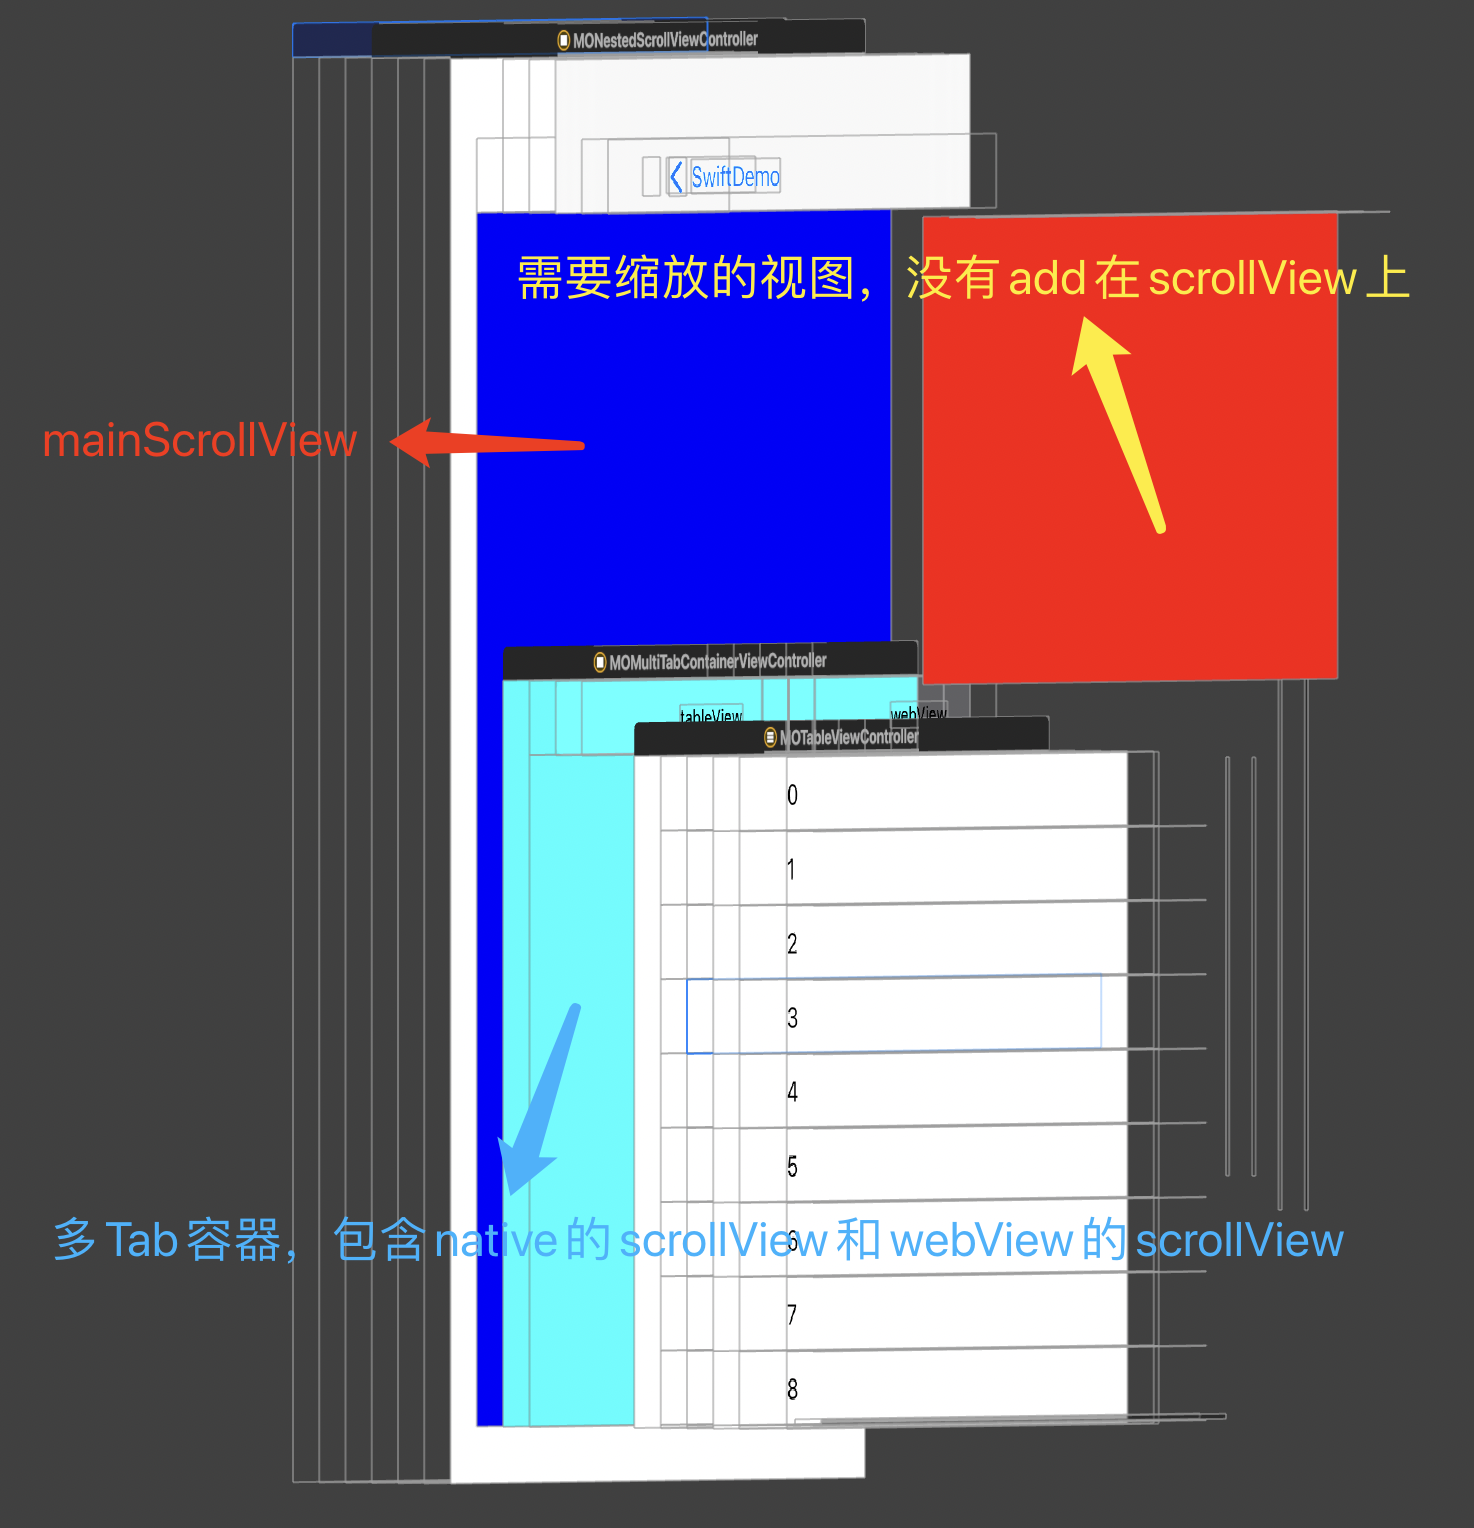 MONestedScrollViewController
SwiftDemo
需要缩放的视图，没有 add 在 scrollView 上
mainScrollView
MOMultiTabContainerViewController
tableView
webView
MOTableViewController
0
1
2
3
4
5
多 Tab 容器，包含 native 的 scrollView 和 webView 的 scrollView
6
7
8